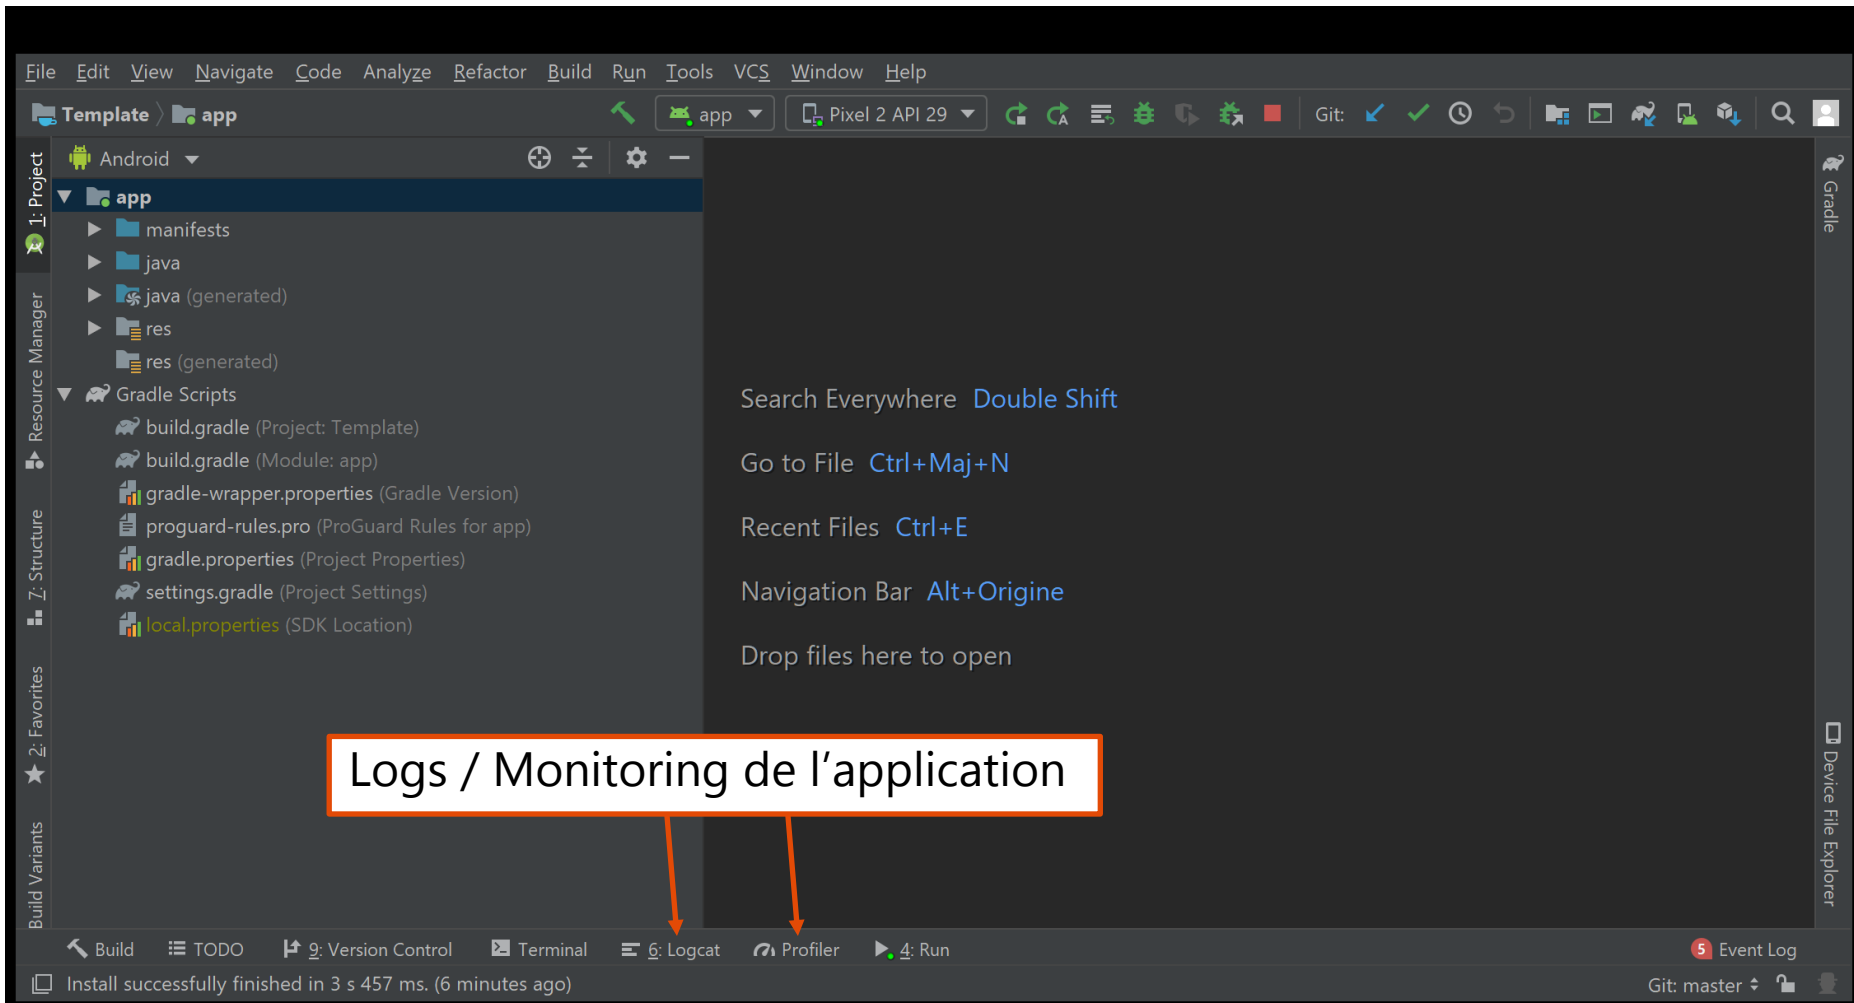 File Edit View Navigate Code Analyze Refactor Build Run Tools VCS Window Help
Template app app Pixel 2 API 29 Git:
Android
app
manifests
java
java (generated)
res
res (generated)
Gradle Scripts
build.gradle (Project: Template)
build.gradle (Module: app)
gradle-wrapper.properties (Gradle Version)
proguard-rules.pro (ProGuard Rules for app)
gradle.properties (Project Properties)
settings.gradle (Project Settings)
local.properties (SDK Location)
1: Project
Resource Manager
7: Structure
2: Favorites
Build Variants
Search Everywhere Double Shift
Go to File Ctrl+Maj+N
Recent Files Ctrl+E
Navigation Bar Alt+Origine
Drop files here to open
Logs / Monitoring de l’application
Gradle
Device File Explorer
Build TODO 9: Version Control Terminal 6: Logcat Profiler 4: Run 5 Event Log
Install successfully finished in 3 s 457 ms. (6 minutes ago) Git: master